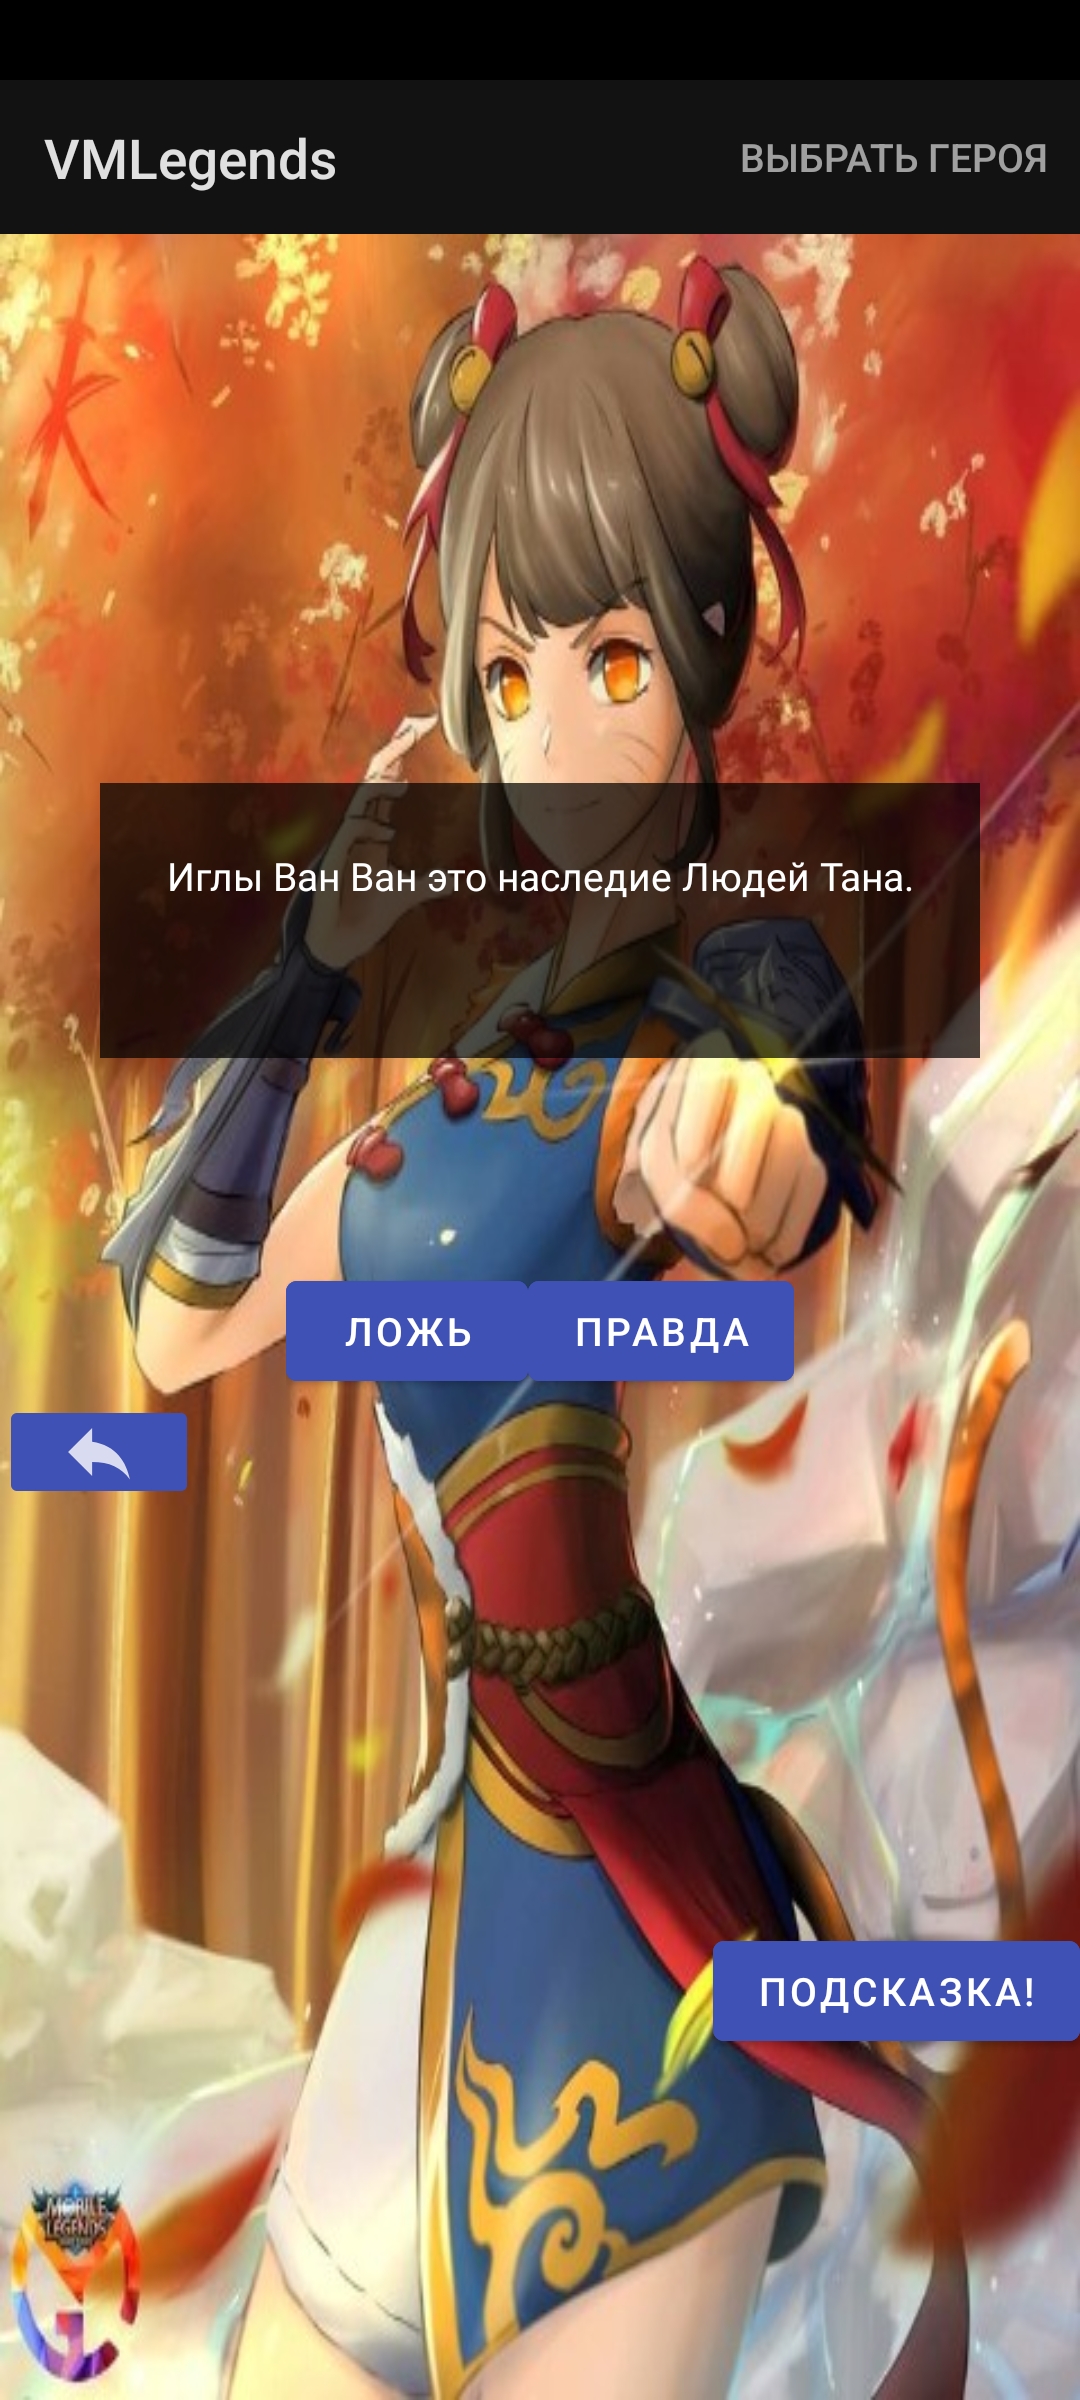 VMLegends
ВЫБРАТЬ ГЕРОЯ
Иглы Ван Ван это наследие Людей Тана.
ЛОЖЬ
ПРАВДА
ПОДСКАЗКА!
MOBILE
LEGENDS